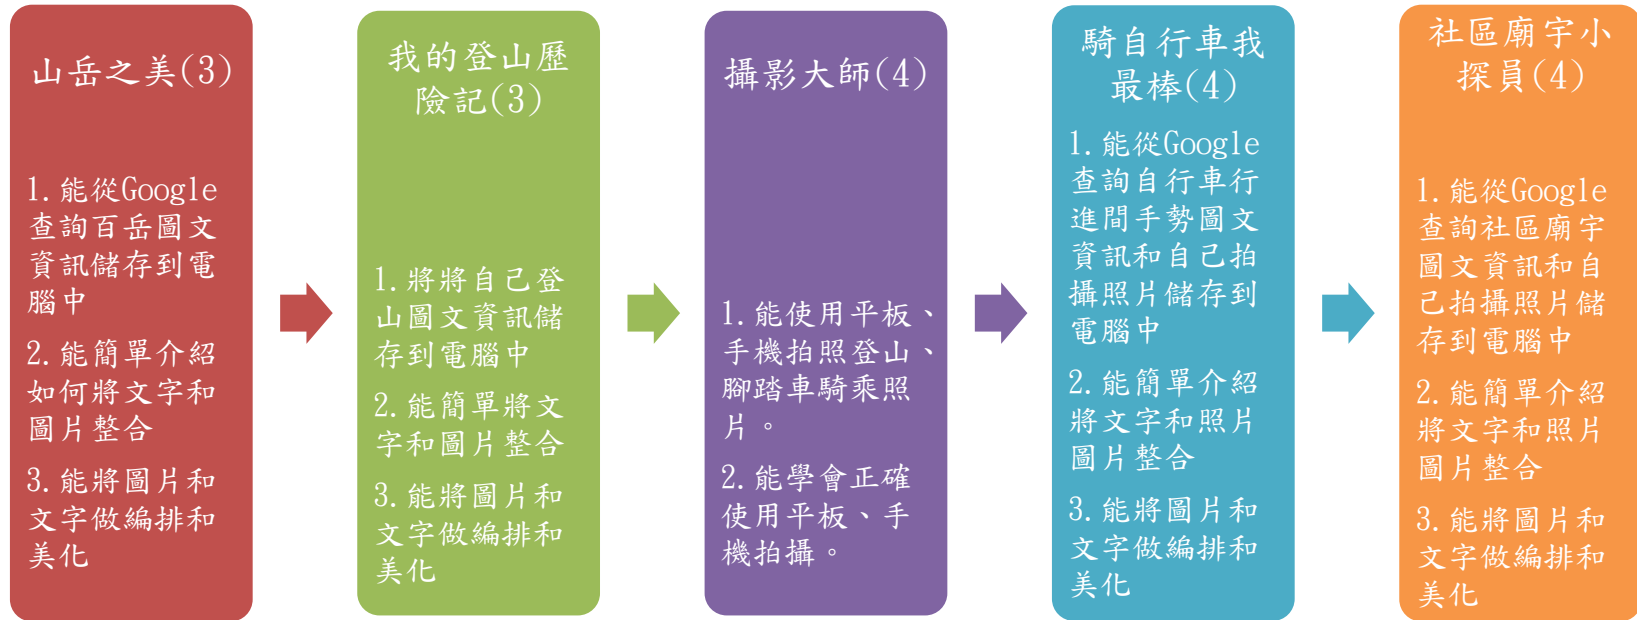 山岳之美(3)
1.能從Google
查詢百岳圖文
資訊儲存到電
腦中
2.能簡單介紹
如何將文字和
圖片整合
3.能將圖片和
文字做編排和
美化
我的登山歷
險記(3)
1.將將自己登
山圖文資訊儲
存到電腦中
2.能簡單將文
字和圖片整合
3.能將圖片和
文字做編排和
美化
攝影大師(4)
1.能使用平板、
手機拍照登山、
腳踏車騎乘照
片。
2.能學會正確
使用平板、手
機拍攝。
騎自行車我
最棒(4)
1.能從Google
查詢自行車行
進間手勢圖文
資訊和自己拍
攝照片儲存到
電腦中
2.能簡單介紹
將文字和照片
圖片整合
3.能將圖片和
文字做編排和
美化
社區廟宇小
探員(4)
1.能從Google
查詢社區廟宇
圖文資訊和自
己拍攝照片儲
存到電腦中
2.能簡單介紹
將文字和照片
圖片整合
3.能將圖片和
文字做編排和
美化